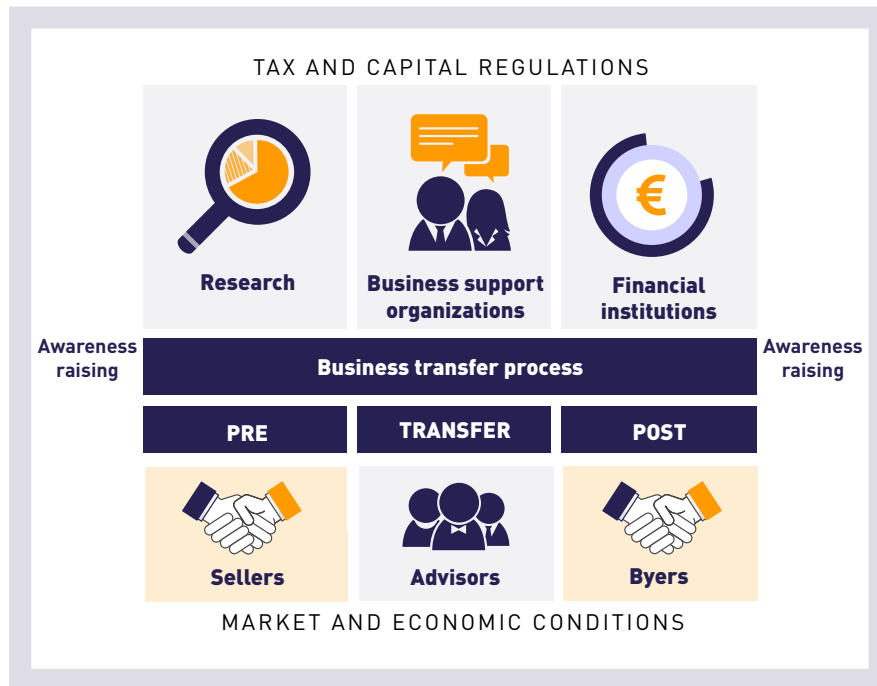 TAX AND CAPITAL REGULATIONS
Research
Business support
organizations
€
Financial
institutions
Awareness
raising
Business transfer process
Awareness
raising
PRE
TRANSFER
POST
Sellers
Advisors
Byers
MARKET AND ECONOMIC CONDITIONS